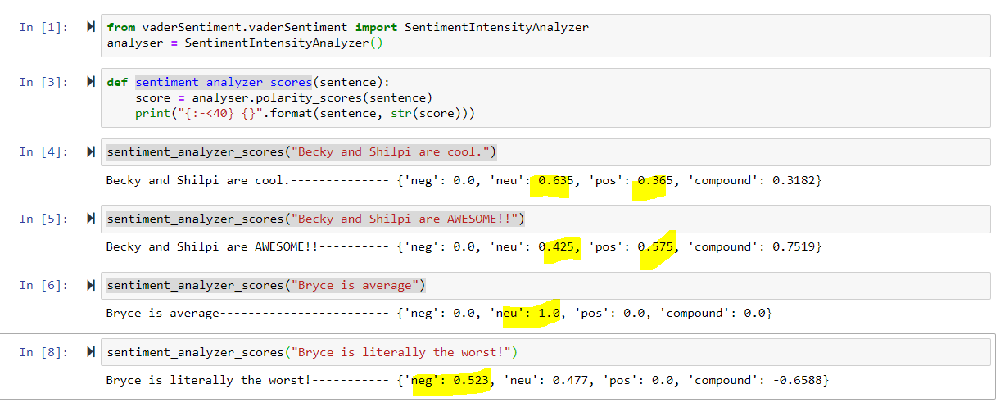 In [1]: from vaderSentiment.vaderSentiment import SentimentIntensityAnalyzer
analyser = SentimentIntensityAnalyzer()
In [3]: def sentiment_analyzer_scores(sentence):
score = analyser.polarity_scores(sentence)
print("{:-<40} {}".format(sentence, str(score)))
In [4]: sentiment_analyzer_scores("Becky and Shilpi are cool.")
Becky and Shilpi are cool.-------------- {'neg': 0.0, 'neu': 0.635, 'pos': 0.365, 'compound': 0.3182}
In [5]: sentiment_analyzer_scores("Becky and Shilpi are AWESOME!!")
Becky and Shilpi are AWESOME!!---------- {'neg': 0.0, 'neu': 0.425, 'pos': 0.575, 'compound': 0.7519}
In [6]: sentiment_analyzer_scores("Bryce is average")
Bryce is average------------------------ {'neg': 0.0, 'neu': 1.0, 'pos': 0.0, 'compound': 0.0}
In [8]: sentiment_analyzer_scores("Bryce is literally the worst!")
Bryce is literally the worst!----------- {'neg': 0.523, 'neu': 0.477, 'pos': 0.0, 'compound': -0.6588}